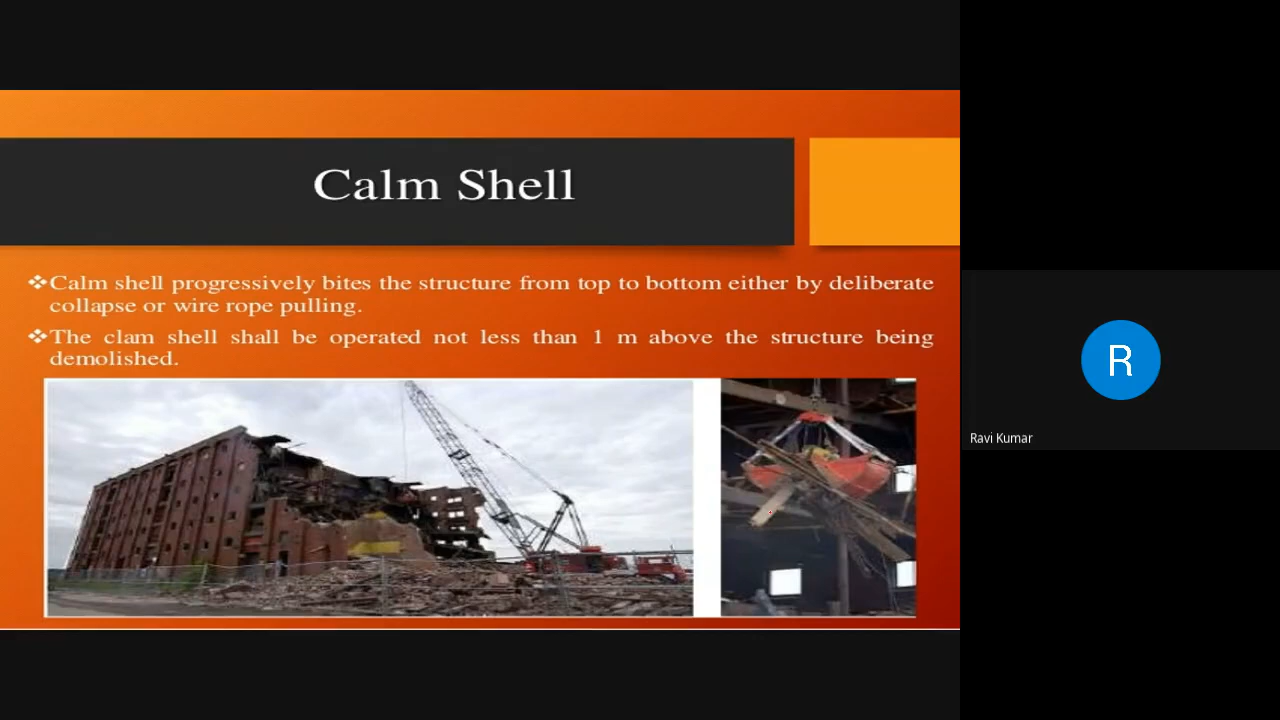 Calm Shell
❖Calm shell progressively bites the structure from top to bottom either by deliberate
collapse or wire rope pulling.
❖The clam shell shall be operated not less than 1 m above the structure being
demolished.
R
Ravi Kumar